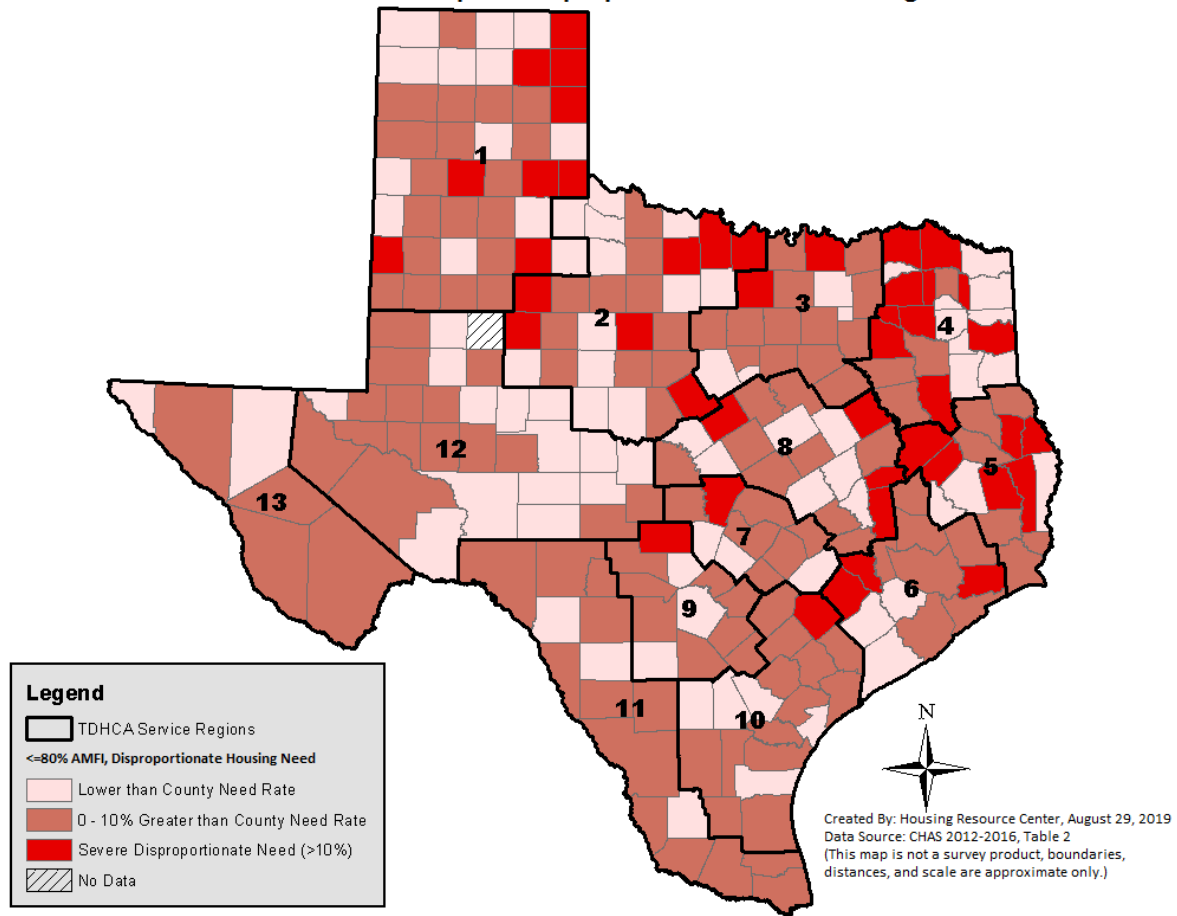 1
2
3
4
12
8
5
13
7
6
9
11
10
Legend
TDHCA Service Regions
<=80% AMFI, Disproportionate Housing Need
Lower than County Need Rate
0 - 10% Greater than County Need Rate
Severe Disproportionate Need (>10%)
No Data
N
Created By: Housing Resource Center, August 29, 2019
Data Source: CHAS 2012-2016, Table 2
(This map is not a survey product, boundaries,
distances, and scale are approximate only.)